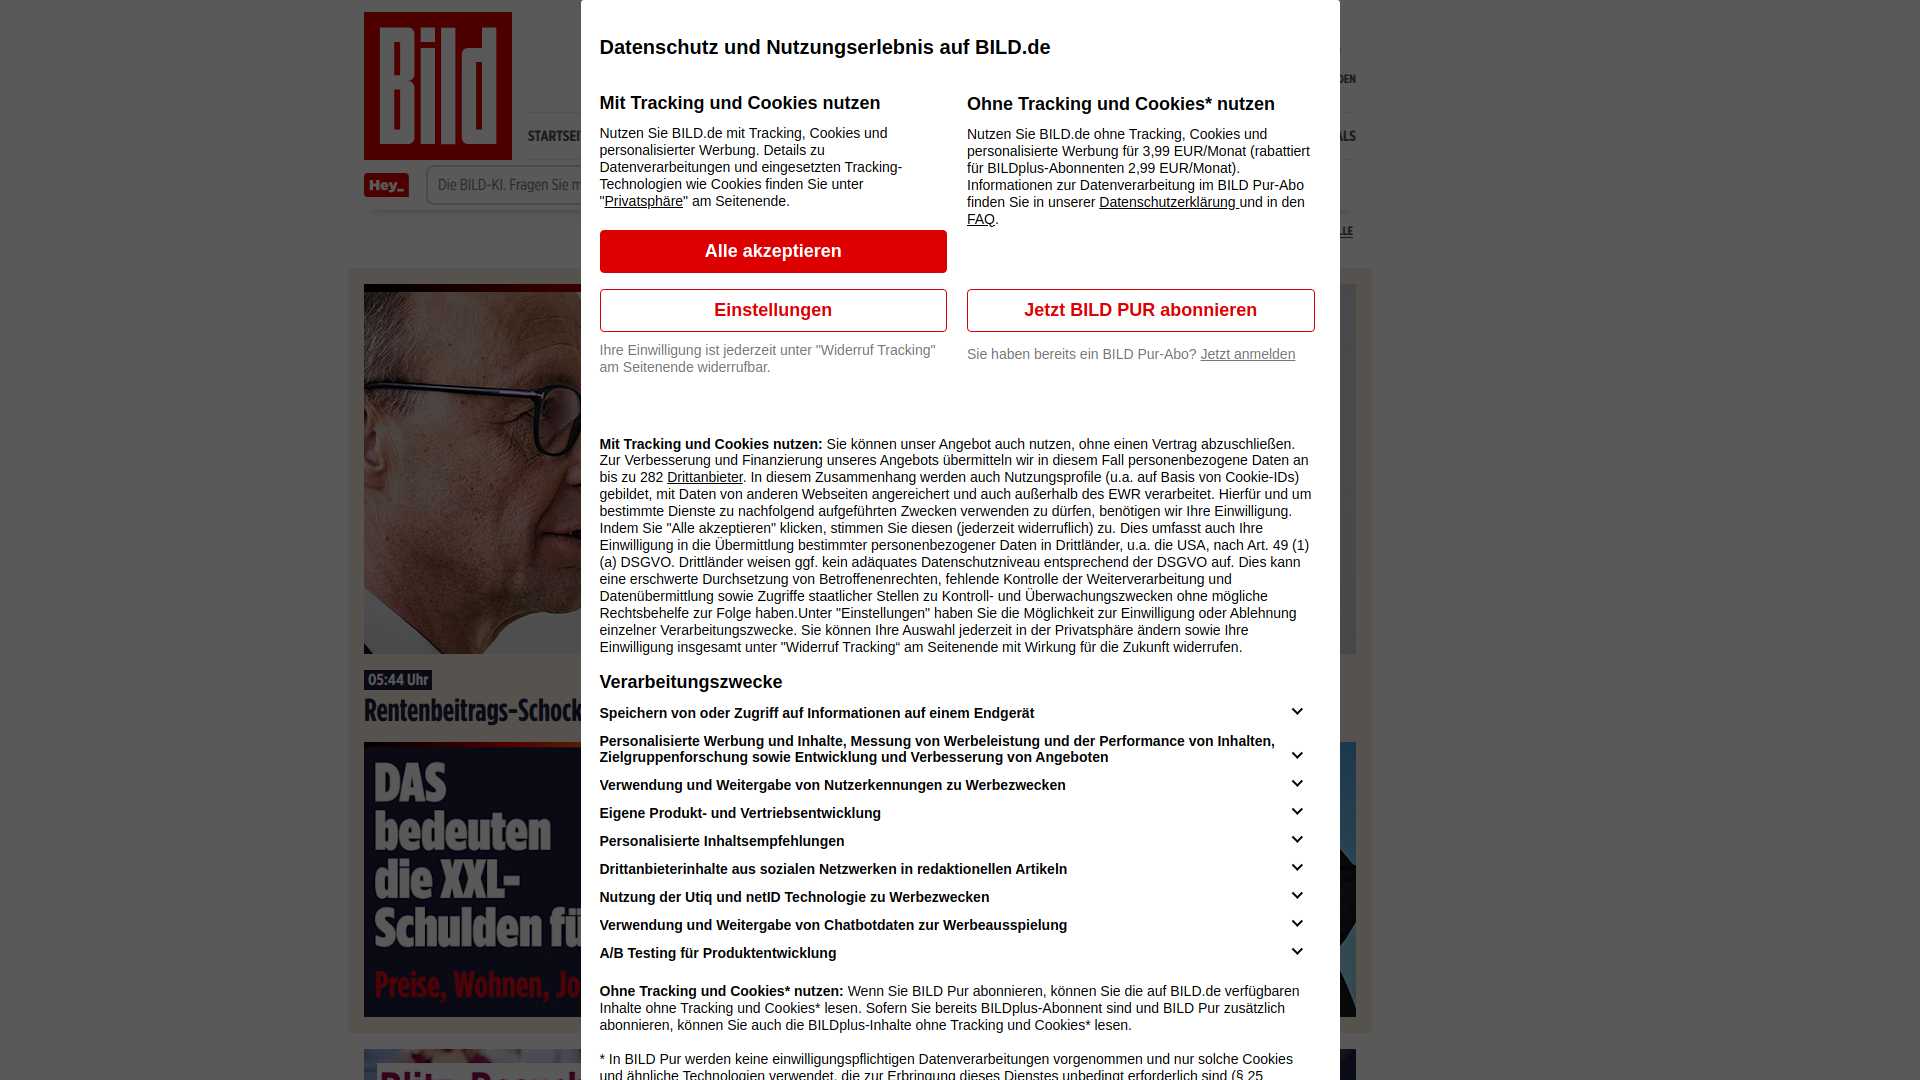 Bild
Datenschutz und Nutzungserlebnis auf BILD.de
Mit Tracking und Cookies nutzen
Nutzen Sie BILD.de mit Tracking, Cookies und
personalisierter Werbung. Details zu
Datenverarbeitungen und eingesetzten Tracking-
Technologien wie Cookies finden Sie unter
"Privatsphäre" am Seitenende.
Alle akzeptieren
Einstellungen
Ihre Einwilligung ist jederzeit unter "Widerruf Tracking"
am Seitenende widerrufbar.
Ohne Tracking und Cookies* nutzen
Nutzen Sie BILD.de ohne Tracking, Cookies und
personalisierte Werbung für 3,99 EUR/Monat (rabattiert
für BILDplus-Abonnenten 2,99 EUR/Monat).
Informationen zur Datenverarbeitung im BILD Pur-Abo
finden Sie in unserer Datenschutzerklärung und in den
FAQ.
Jetzt BILD PUR abonnieren
Sie haben bereits ein BILD Pur-Abo? Jetzt anmelden
Mit Tracking und Cookies nutzen: Sie können unser Angebot auch nutzen, ohne einen Vertrag abzuschließen.
Zur Verbesserung und Finanzierung unseres Angebots übermitteln wir in diesem Fall personenbezogene Daten an
bis zu 282 Drittanbieter. In diesem Zusammenhang werden auch Nutzungsprofile (u.a. auf Basis von Cookie-IDs)
gebildet, mit Daten von anderen Webseiten angereichert und auch außerhalb des EWR verarbeitet. Hierfür und um
bestimmte Dienste zu nachfolgend aufgeführten Zwecken verwenden zu dürfen, benötigen wir Ihre Einwilligung.
Indem Sie "Alle akzeptieren" klicken, stimmen Sie diesen (jederzeit widerruflich) zu. Dies umfasst auch Ihre
Einwilligung in die Übermittlung bestimmter personenbezogener Daten in Drittländer, u.a. die USA, nach Art. 49 (1)
(a) DSGVO. Drittländer weisen ggf. kein adäquates Datenschutzniveau entsprechend der DSGVO auf. Dies kann
eine erschwerte Durchsetzung von Betroffenenrechten, fehlende Kontrolle der Weiterverarbeitung und
Datenübermittlung sowie Zugriffe staatlicher Stellen zu Kontroll- und Überwachungszwecken ohne mögliche
Rechtsbehelfe zur Folge haben.Unter "Einstellungen" haben Sie die Möglichkeit zur Einwilligung oder Ablehnung
einzelner Verarbeitungszwecke. Sie können Ihre Auswahl jederzeit in der Privatsphäre ändern sowie Ihre
Einwilligung insgesamt unter "Widerruf Tracking“ am Seitenende mit Wirkung für die Zukunft widerrufen.
Verarbeitungszwecke
Speichern von oder Zugriff auf Informationen auf einem Endgerät
Personalisierte Werbung und Inhalte, Messung von Werbeleistung und der Performance von Inhalten,
Zielgruppenforschung sowie Entwicklung und Verbesserung von Angeboten
Verwendung und Weitergabe von Nutzerkennungen zu Werbezwecken
Eigene Produkt- und Vertriebsentwicklung
Personalisierte Inhaltsempfehlungen
Drittanbieterinhalte aus sozialen Netzwerken in redaktionellen Artikeln
Nutzung der Utiq und netID Technologie zu Werbezwecken
Verwendung und Weitergabe von Chatbotdaten zur Werbeausspielung
A/B Testing für Produktentwicklung
Ohne Tracking und Cookies* nutzen: Wenn Sie BILD Pur abonnieren, können Sie die auf BILD.de verfügbaren
Inhalte ohne Tracking und Cookies* lesen. Sofern Sie bereits BILDplus-Abonnent sind und BILD Pur zusätzlich
abonnieren, können Sie auch die BILDplus-Inhalte ohne Tracking und Cookies* lesen.
* In BILD Pur werden keine einwilligungspflichtigen Datenverarbeitungen vorgenommen und nur solche Cookies
und ähnliche Technologien verwendet, die zur Erbringung dieses Dienstes unbedingt erforderlich sind (§ 25
STARTSEI
ALS
Hey_
Die BILD-KI. Fragen Sie m
05:44 Uhr
Rentenbeitrags-Schock
DAS
bedeuten
die XXL-
Schulden fü
Preise, Wohnen, Jo